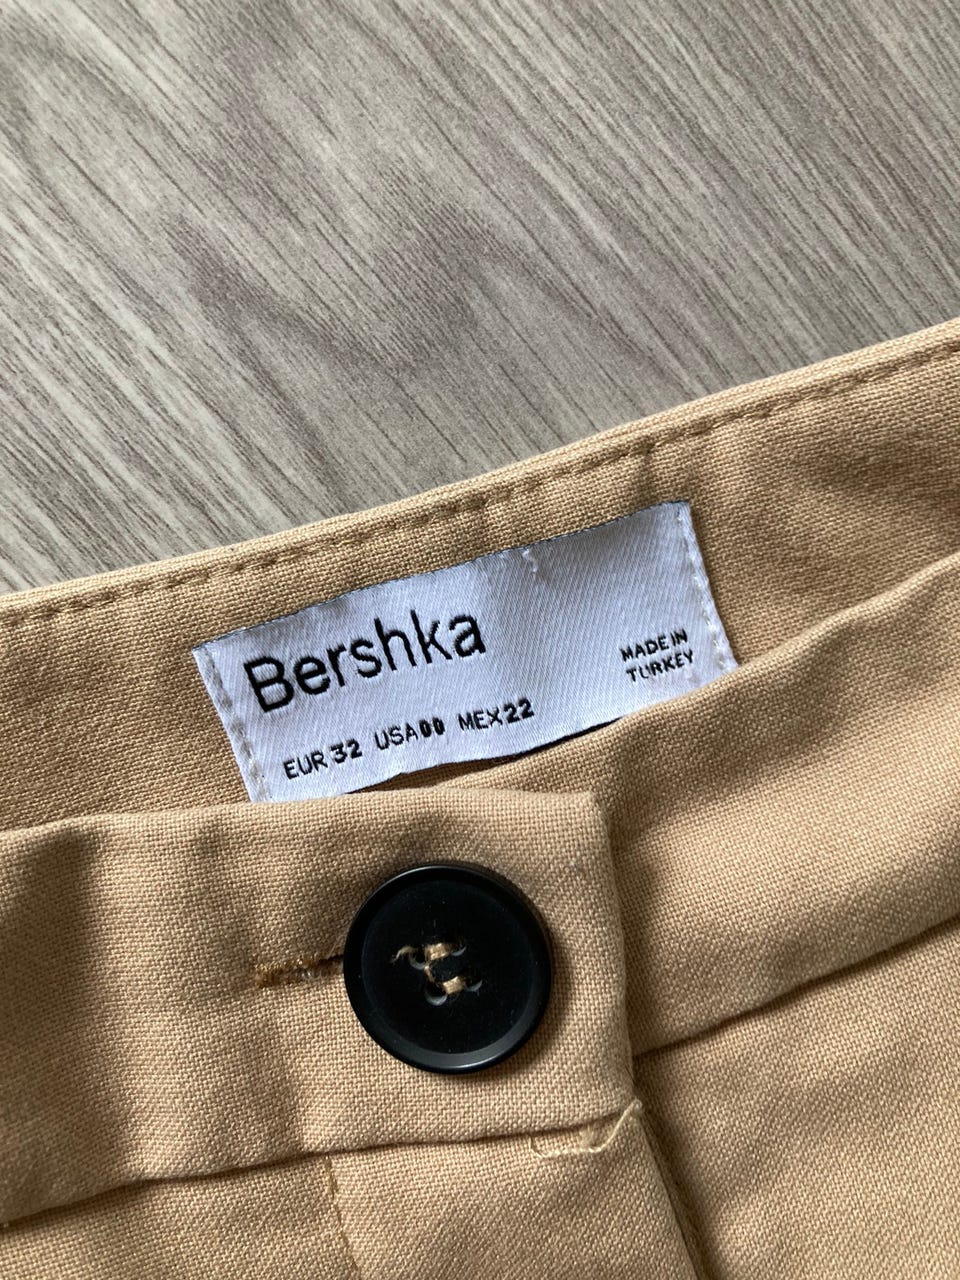 Bershka
EUR 32 USA 00 MEX 22
MADE IN
TURKEY